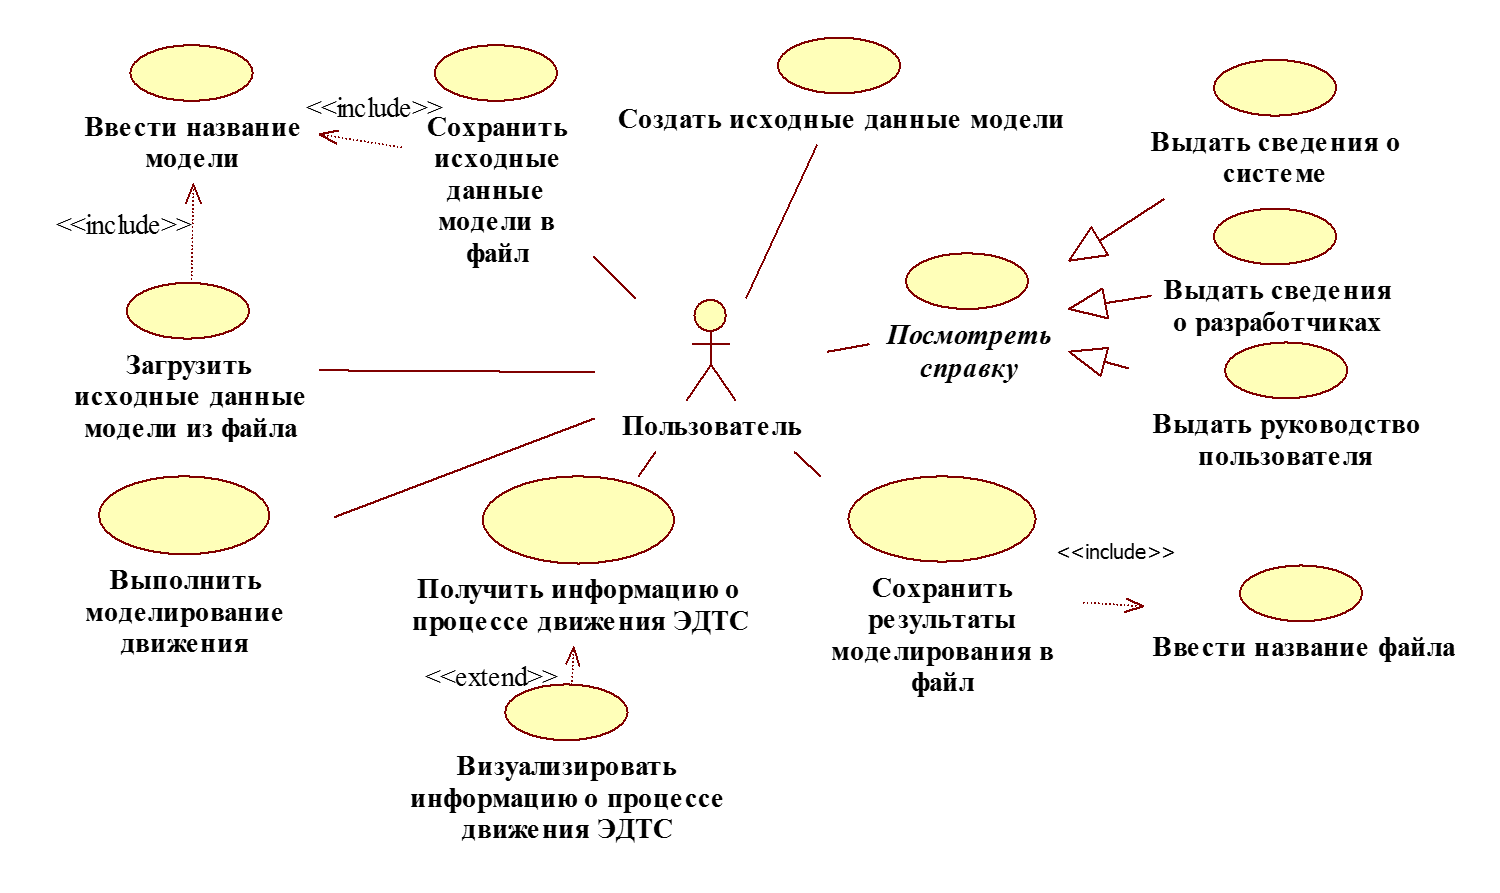 Ввести название
модели
<<include>>
Сохранить
исходные
данные
модели в
файл
Создать исходные данные модели
Выдать сведения о
системе
<<include>>
Выдать сведения
о разработчиках
Посмотреть
справку
Загрузить
исходные данные
модели из файла
Пользователь
Выдать руководство
пользователя
Выполнить
моделирование
движения
Получить информацию о
процессе движения ЭДТС
<<extend>>
Визуализировать
информацию о процессе
движения ЭДТС
Сохранить
результаты
моделирования в
файл
<<include>>
Ввести название файла